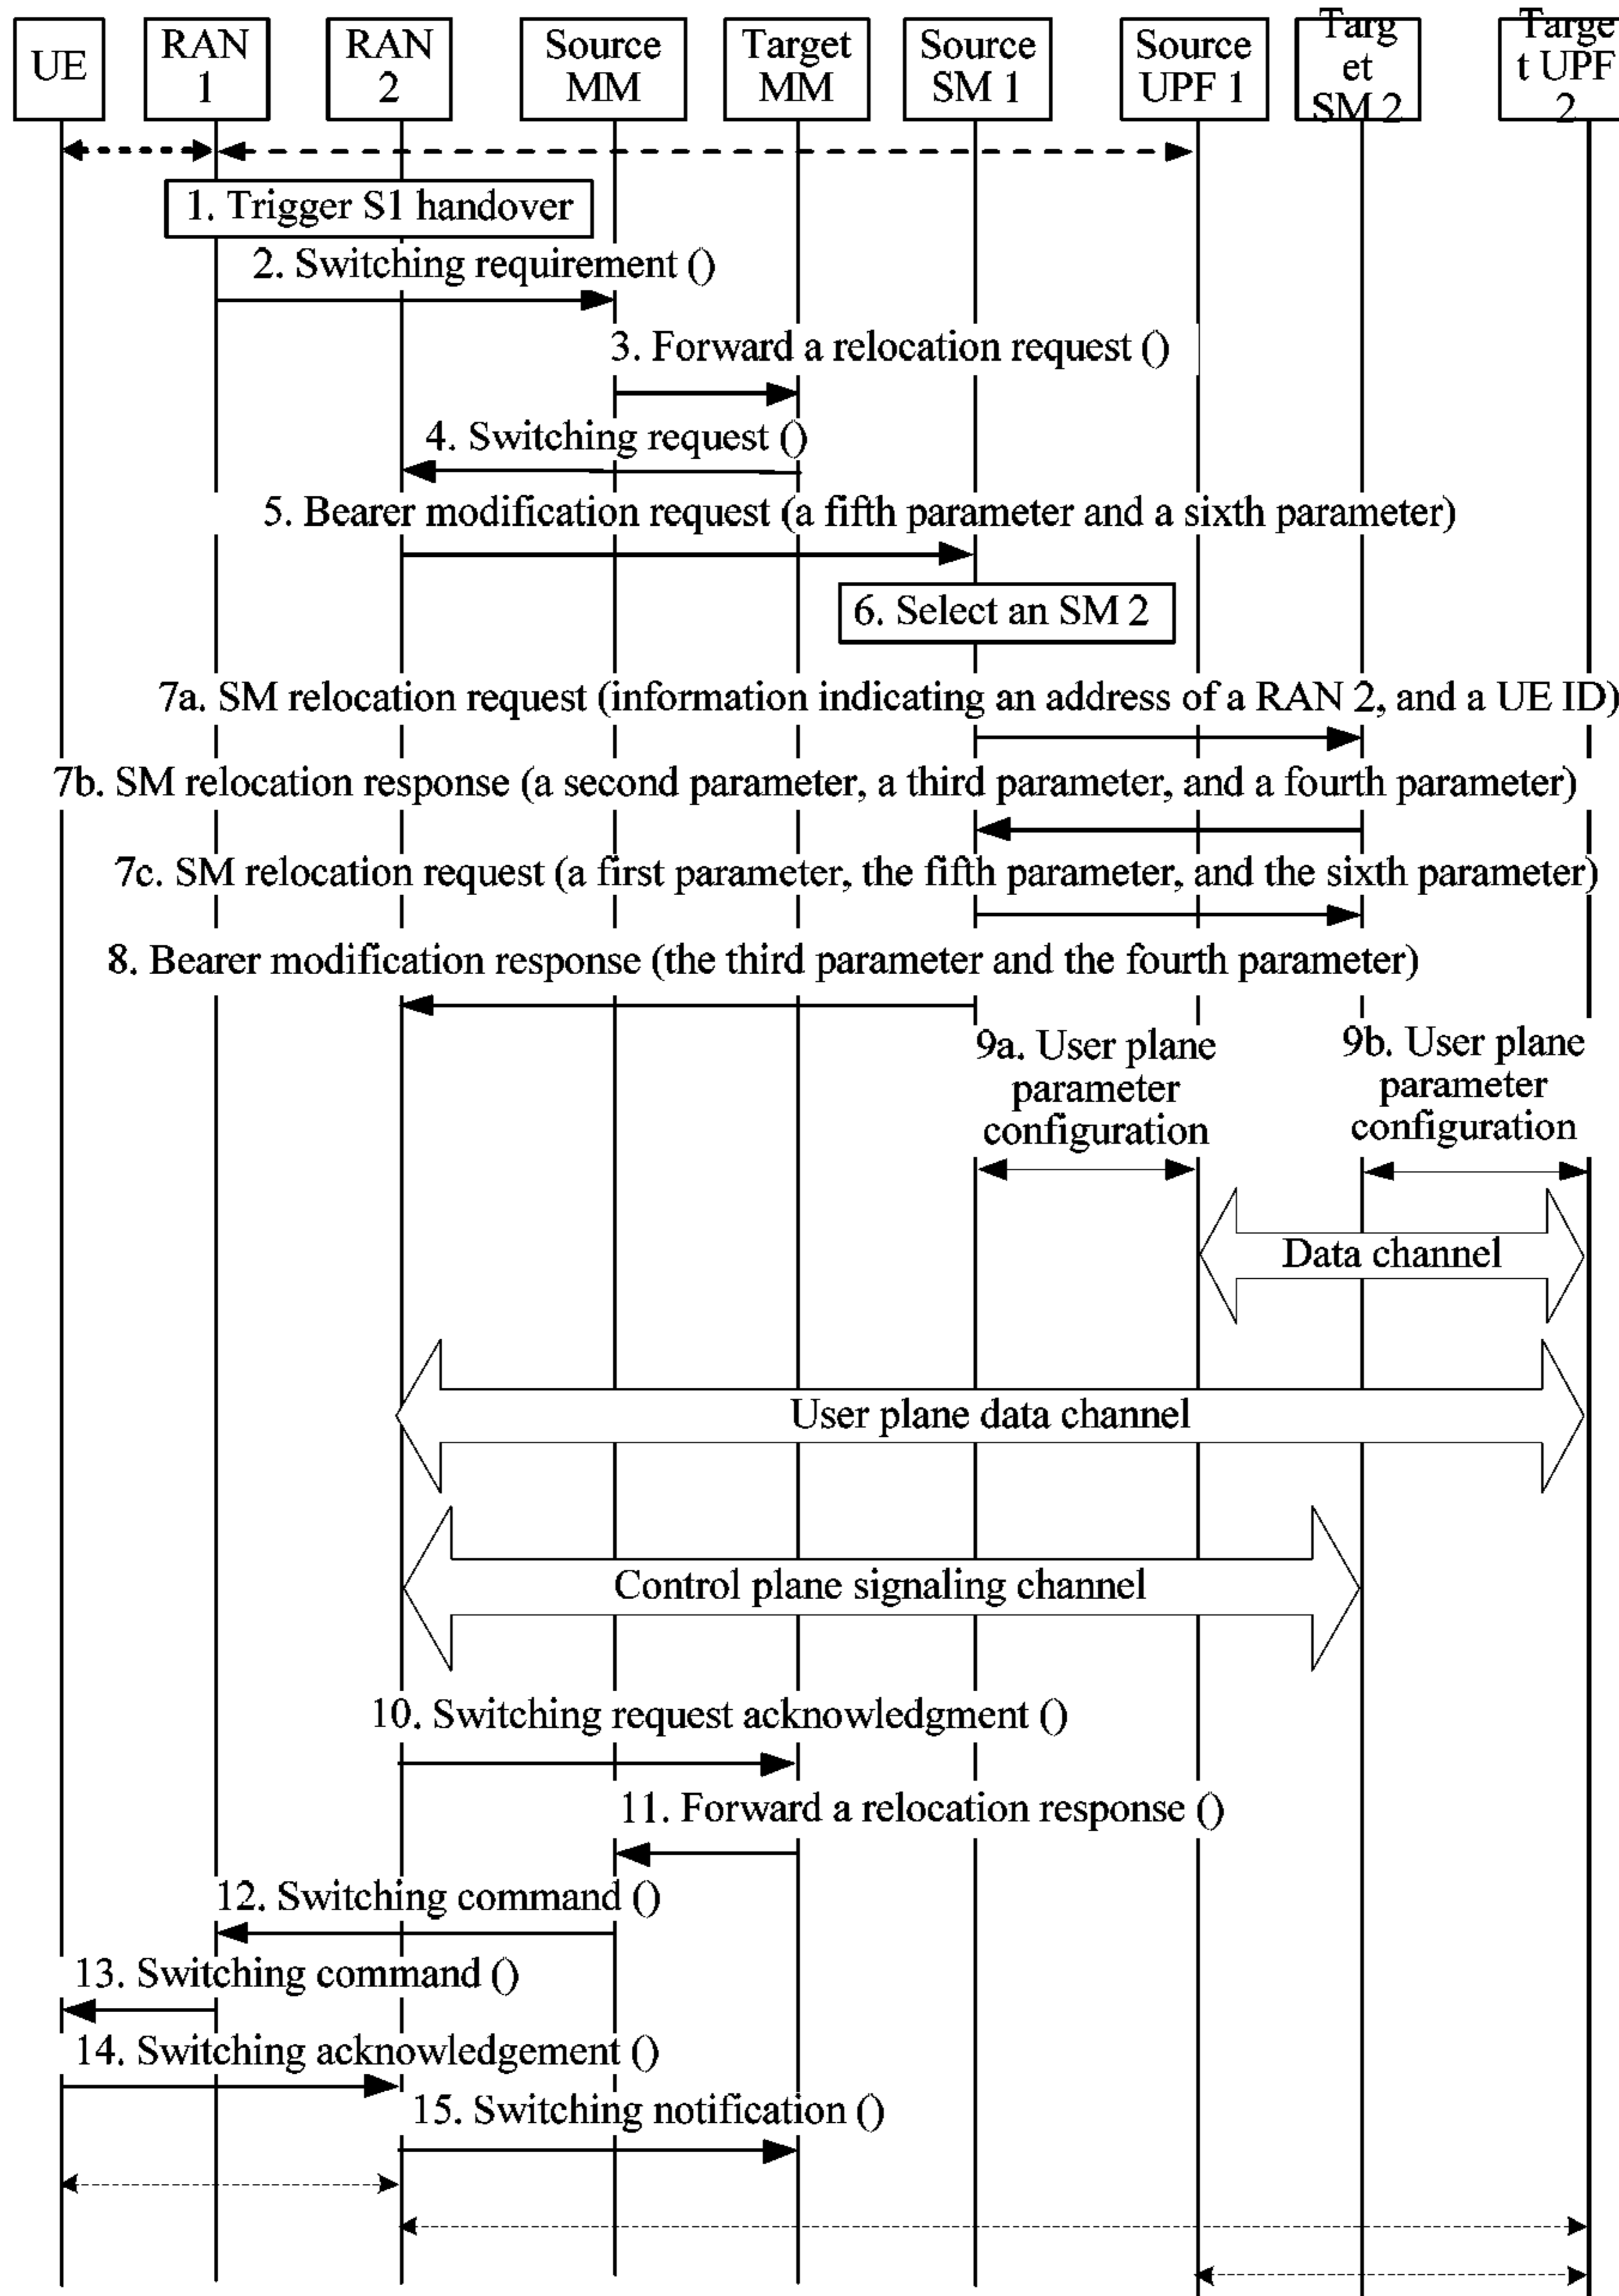 UE
RAN
1
RAN
2
Source
MM
Target
MM
Source
SM 1
Source
UPF 1
Targ
et
SM 2
Targe
t UPF
2
1. Trigger S1 handover
2. Switching requirement ()
3. Forward a relocation request ()
4. Switching request ()
5. Bearer modification request (a fifth parameter and a sixth parameter)
6. Select an SM 2
7a. SM relocation request (information indicating an address of a RAN 2, and a UE ID)
7b. SM relocation response (a second parameter, a third parameter, and a fourth parameter)
7c. SM relocation request (a first parameter, the fifth parameter, and the sixth parameter)
8. Bearer modification response (the third parameter and the fourth parameter)
9a. User plane
parameter
configuration
9b. User plane
parameter
configuration
Data channel
User plane data channel
Control plane signaling channel
10. Switching request acknowledgment ()
11. Forward a relocation response ()
12. Switching command ()
13. Switching command ()
14. Switching acknowledgement ()
15. Switching notification ()